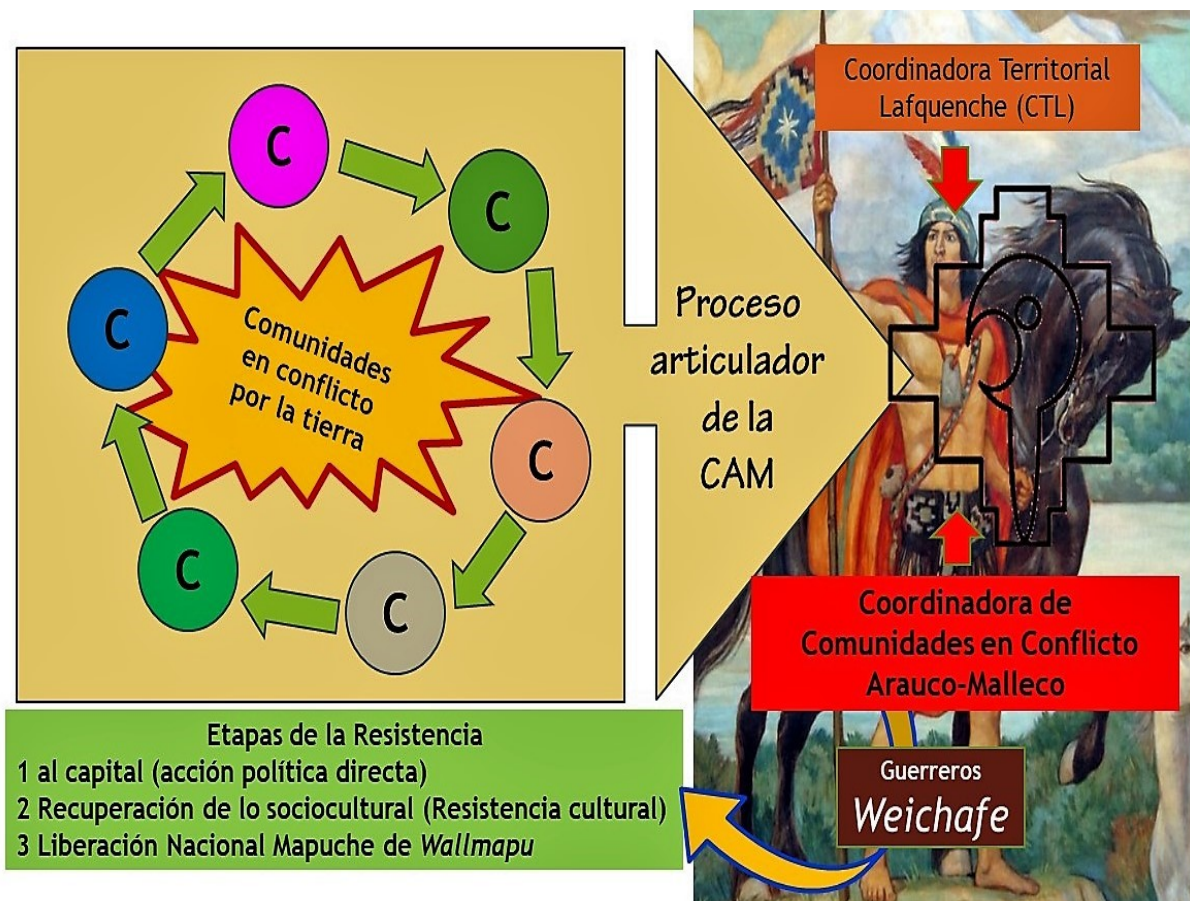 C
C
C
C
C
C
C
Comunidades
en conflicto
por la tierra
Proceso
articulador
de la
CAM
Coordinadora Territorial
Lafquenche (CTL)
Coordinadora de
Comunidades en Conflicto
Arauco-Malleco
Guerreros
Weichafe
Etapas de la Resistencia
1 al capital (acción política directa)
2 Recuperación de lo sociocultural (Resistencia cultural)
3 Liberación Nacional Mapuche de Wallmapu